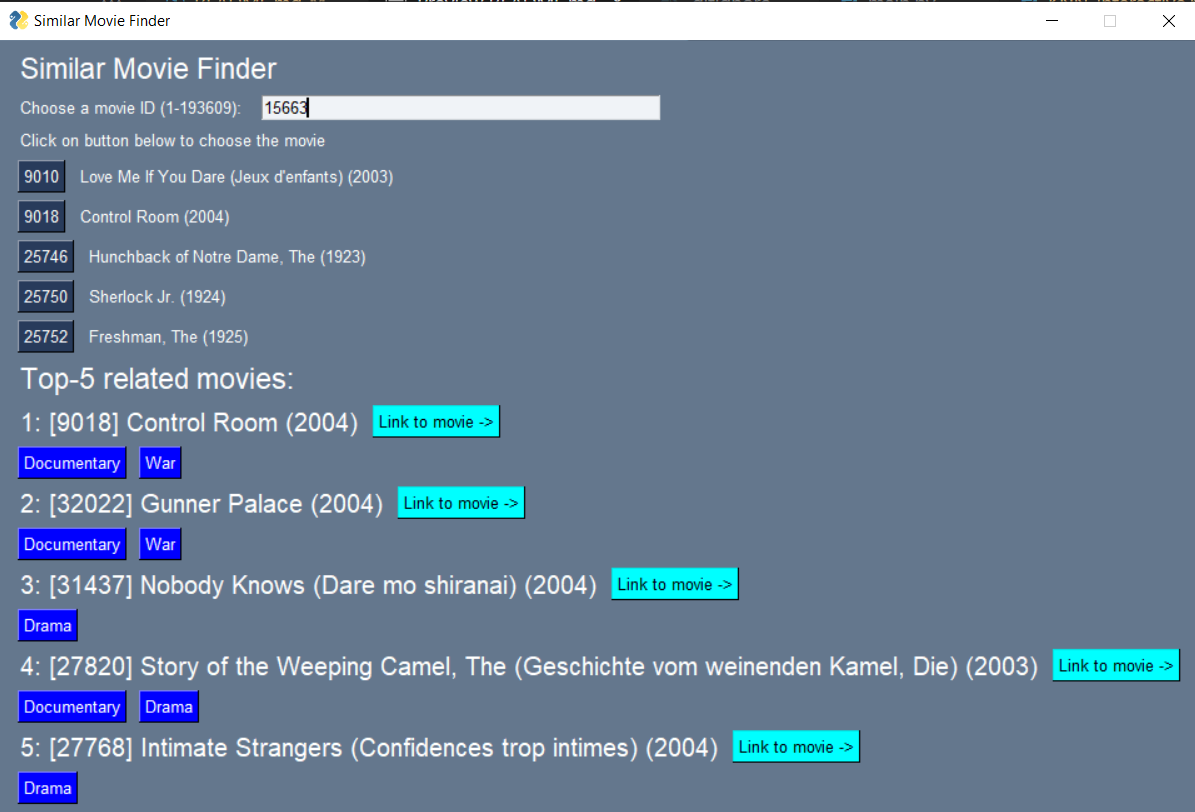 Similar Movie Finder
Similar Movie Finder
Choose a movie ID (1-193609): 15663
Click on button below to choose the movie
9010 Love Me If You Dare (Jeux d'enfants) (2003)
9018 Control Room (2004)
25746 Hunchback of Notre Dame, The (1923)
25750 Sherlock Jr. (1924)
25752 Freshman, The (1925)
Top-5 related movies:
1: [9018] Control Room (2004) Link to movie ->
Documentary War
2: [32022] Gunner Palace (2004) Link to movie ->
Documentary War
3: [31437] Nobody Knows (Dare mo shiranai) (2004) Link to movie ->
Drama
4: [27820] Story of the Weeping Camel, The (Geschichte vom weinenden Kamel, Die) (2003) Link to movie ->
Documentary Drama
5: [27768] Intimate Strangers (Confidences trop intimes) (2004) Link to movie ->
Drama